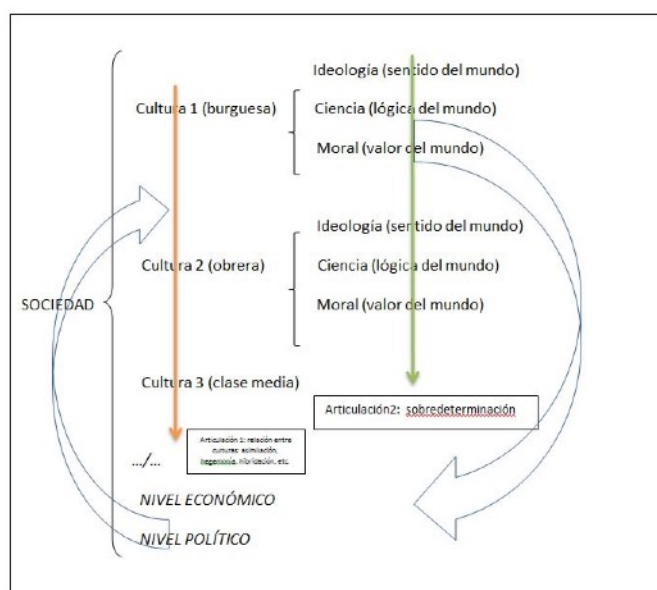 Ideología (sentido del mundo)
Cultura 1 (burguesa)
Ciencia (lógica del mundo)
Moral (valor del mundo)
Ideología (sentido del mundo)
Cultura 2 (obrera)
Ciencia (lógica del mundo)
SOCIEDAD
Moral (valor del mundo)
Cultura 3 (clase media)
Articulación2: sobredeterminación
Articulación 1: relación entre
culturas: asimilación,
hegemonía, hibridación, etc.
.../...
NIVEL ECONÓMICO
NIVEL POLÍTICO